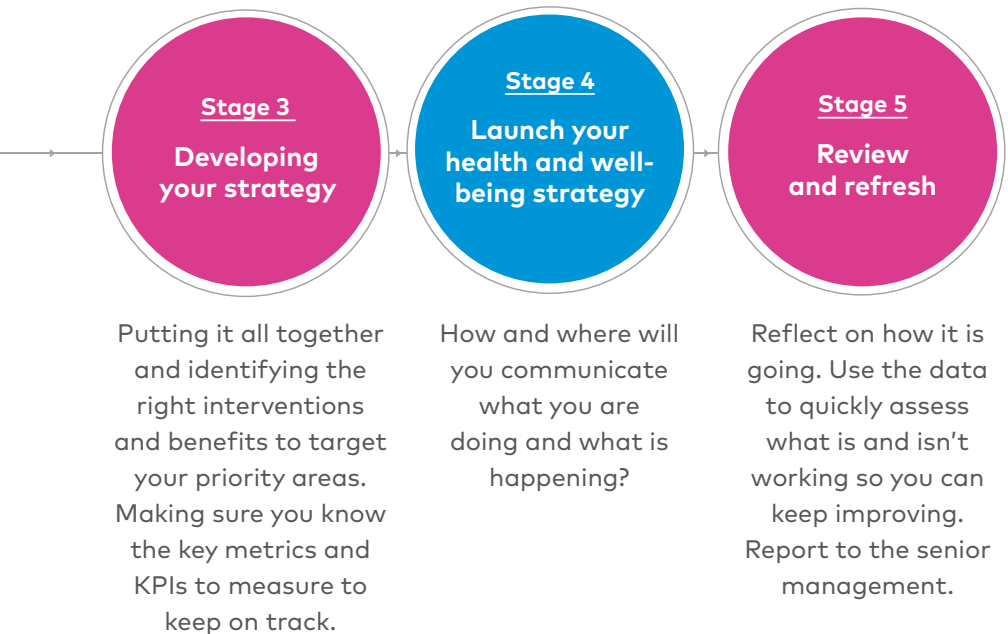 Stage 3
Developing
your strategy
Putting it all together
and identifying the
right interventions
and benefits to target
your priority areas.
Making sure you know
the key metrics and
KPIs to measure to
keep on track.
Stage 4
Launch your
health and well-
being strategy
How and where will
you communicate
what you are
doing and what is
happening?
Stage 5
Review
and refresh
Reflect on how it is
going. Use the data
to quickly assess
what is and isn’t
working so you can
keep improving.
Report to the senior
management.